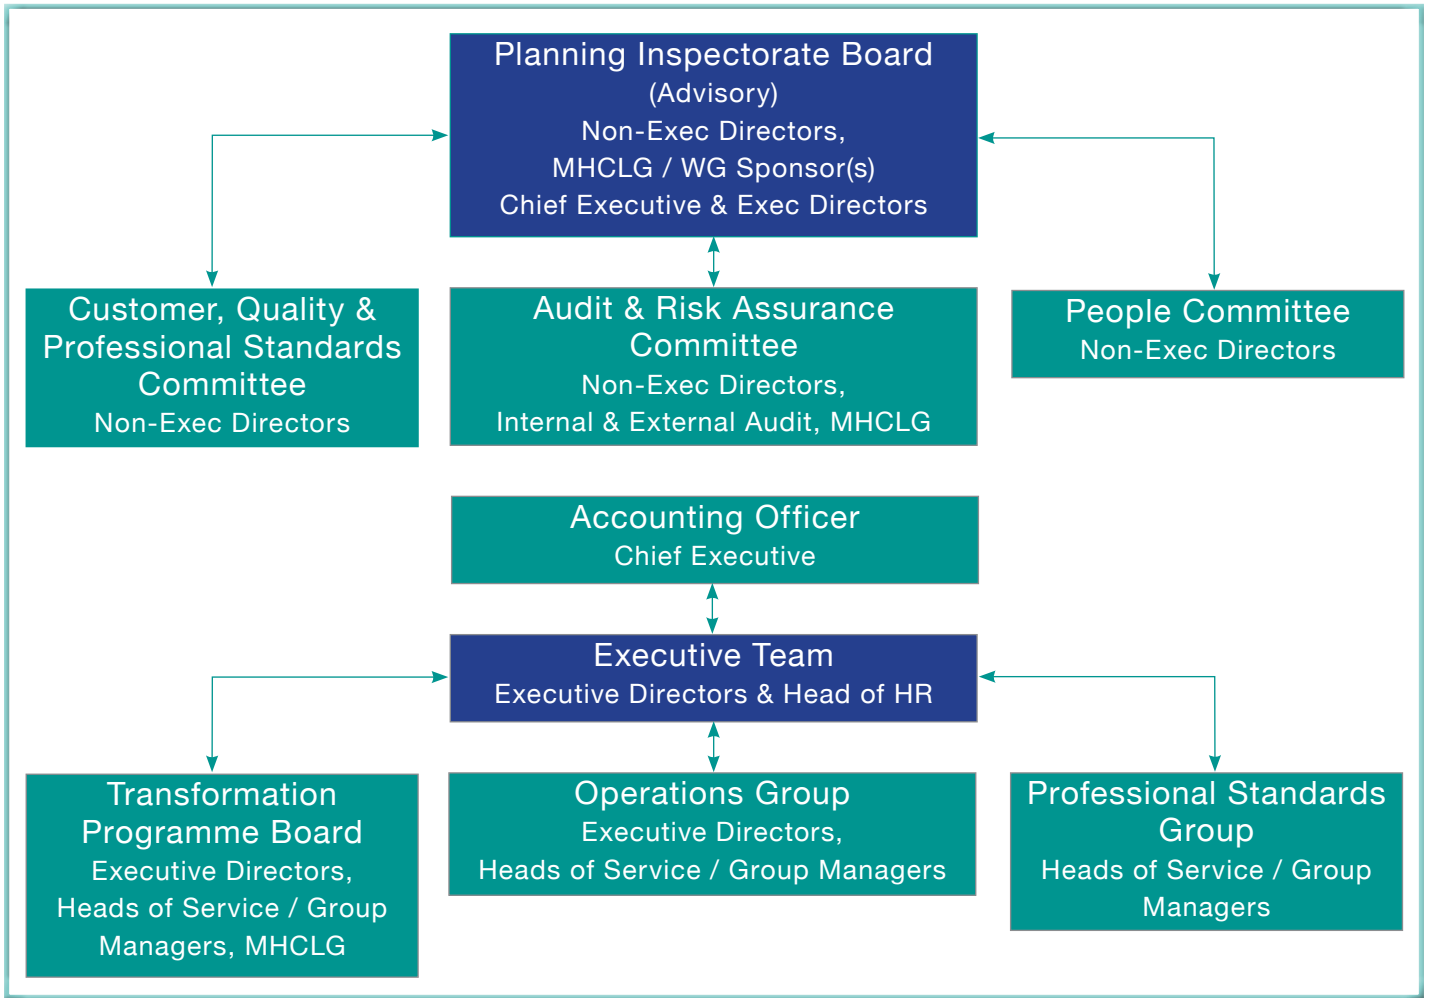 Planning Inspectorate Board
(Advisory)
Non-Exec Directors,
MHCLG / WG Sponsor(s)
Chief Executive & Exec Directors
Customer, Quality &
Professional Standards
Committee
Non-Exec Directors
Audit & Risk Assurance
Committee
Non-Exec Directors,
Internal & External Audit, MHCLG
People Committee
Non-Exec Directors
Accounting Officer
Chief Executive
Executive Team
Executive Directors & Head of HR
Transformation
Programme Board
Executive Directors,
Heads of Service / Group
Managers, MHCLG
Operations Group
Executive Directors,
Heads of Service / Group Managers
Professional Standards
Group
Heads of Service / Group
Managers